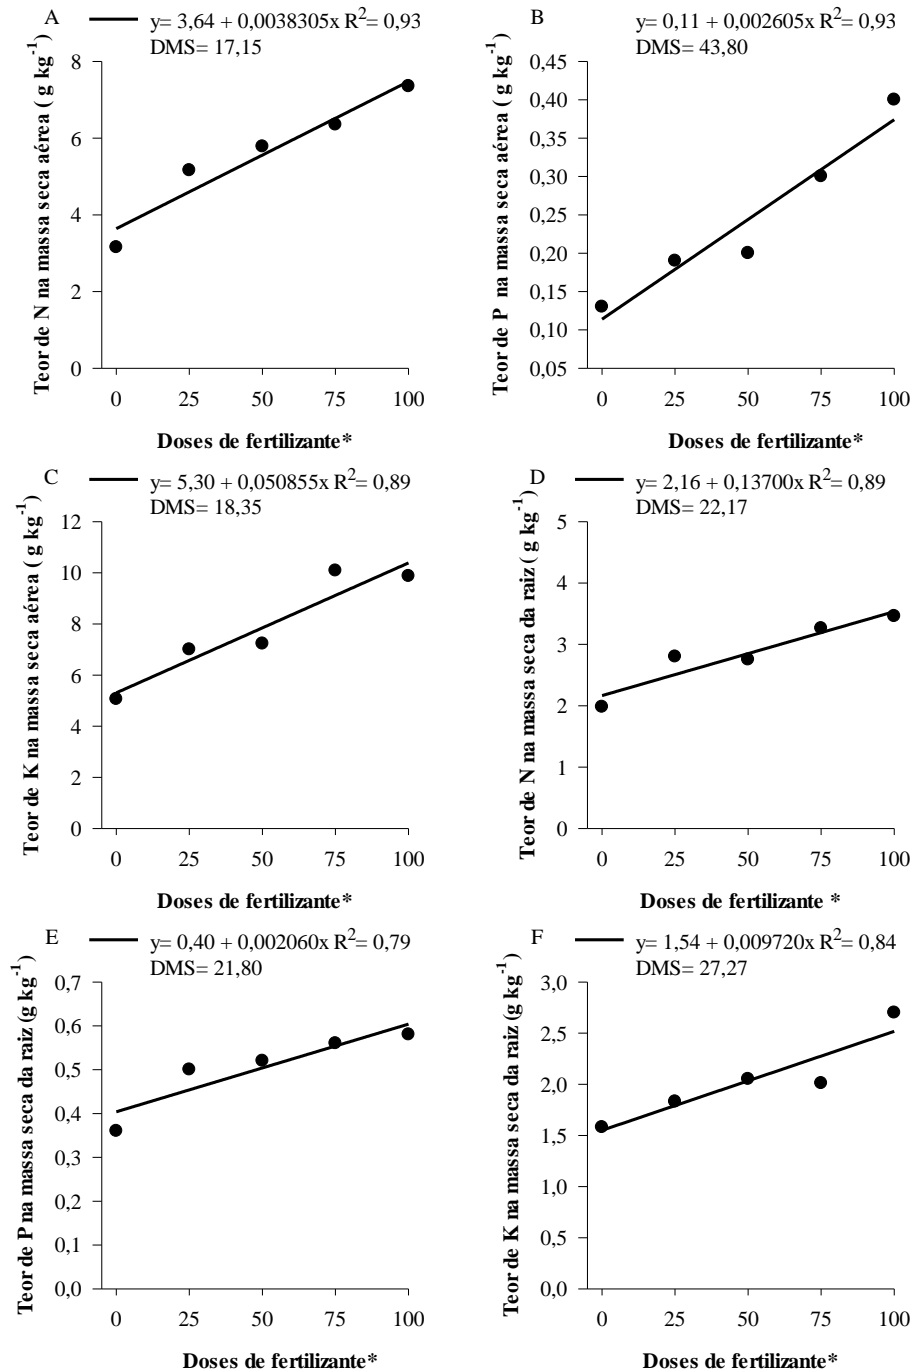 A
y= 3,64 + 0,0038305x R²= 0,93
DMS= 17,15
Teor de N na massa seca aérea ( g kg⁻¹)
8
6
4
2
0
0 25 50 75 100
Doses de fertilizante*
B
y= 0,11 + 0,002605x R²= 0,93
DMS= 43,80
Teor de P na massa seca aérea ( g kg⁻¹)
0,45
0,40
0,35
0,30
0,25
0,20
0,15
0,10
0,05
0 25 50 75 100
Doses de fertilizante*
C
y= 5,30 + 0,050855x R²= 0,89
DMS= 18,35
Teor de K na massa seca aérea ( g kg⁻¹)
12
10
8
6
4
2
0
0 25 50 75 100
Doses de fertilizante*
D
y= 2,16 + 0,13700x R²= 0,89
DMS= 22,17
Teor de N na massa seca da raiz ( g kg⁻¹)
5
4
3
2
1
0
0 25 50 75 100
Doses de fertilizante *
E
y= 0,40 + 0,002060x R²= 0,79
DMS= 21,80
Teor de P na massa seca da raiz (g kg⁻¹)
0,7
0,6
0,5
0,4
0,3
0,2
0,1
0,0
0 25 50 75 100
Doses de fertilizante*
F
y= 1,54 + 0,009720x R²= 0,84
DMS= 27,27
Teor de K na massa seca da raiz (g kg⁻¹)
3,0
2,5
2,0
1,5
1,0
0,5
0,0
0 25 50 75 100
Doses de fertilizante*